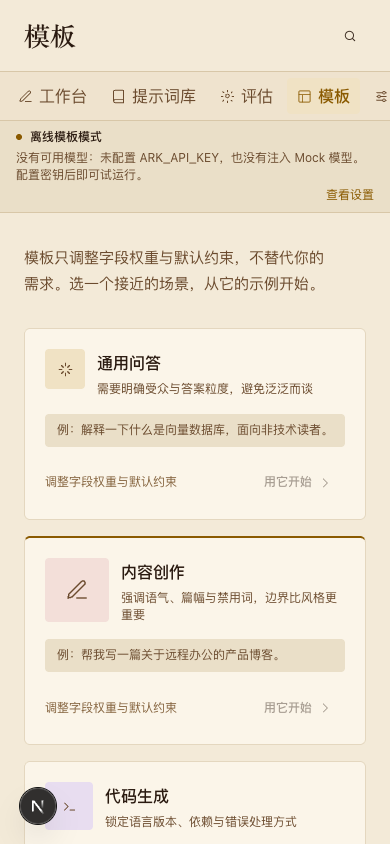 模板
工作台
提示词库
评估
模板
离线模板模式
没有可用模型：未配置 ARK_API_KEY，也没有注入 Mock 模型。
配置密钥后即可试运行。
查看设置
模板只调整字段权重与默认约束，不替代你的
需求。选一个接近的场景，从它的示例开始。
通用问答
需要明确受众与答案粒度，避免泛泛而谈
例：解释一下什么是向量数据库，面向非技术读者。
调整字段权重与默认约束
用它开始
内容创作
强调语气、篇幅与禁用词，边界比风格更
重要
例：帮我写一篇关于远程办公的产品博客。
调整字段权重与默认约束
用它开始
代码生成
锁定语言版本、依赖与错误处理方式
N